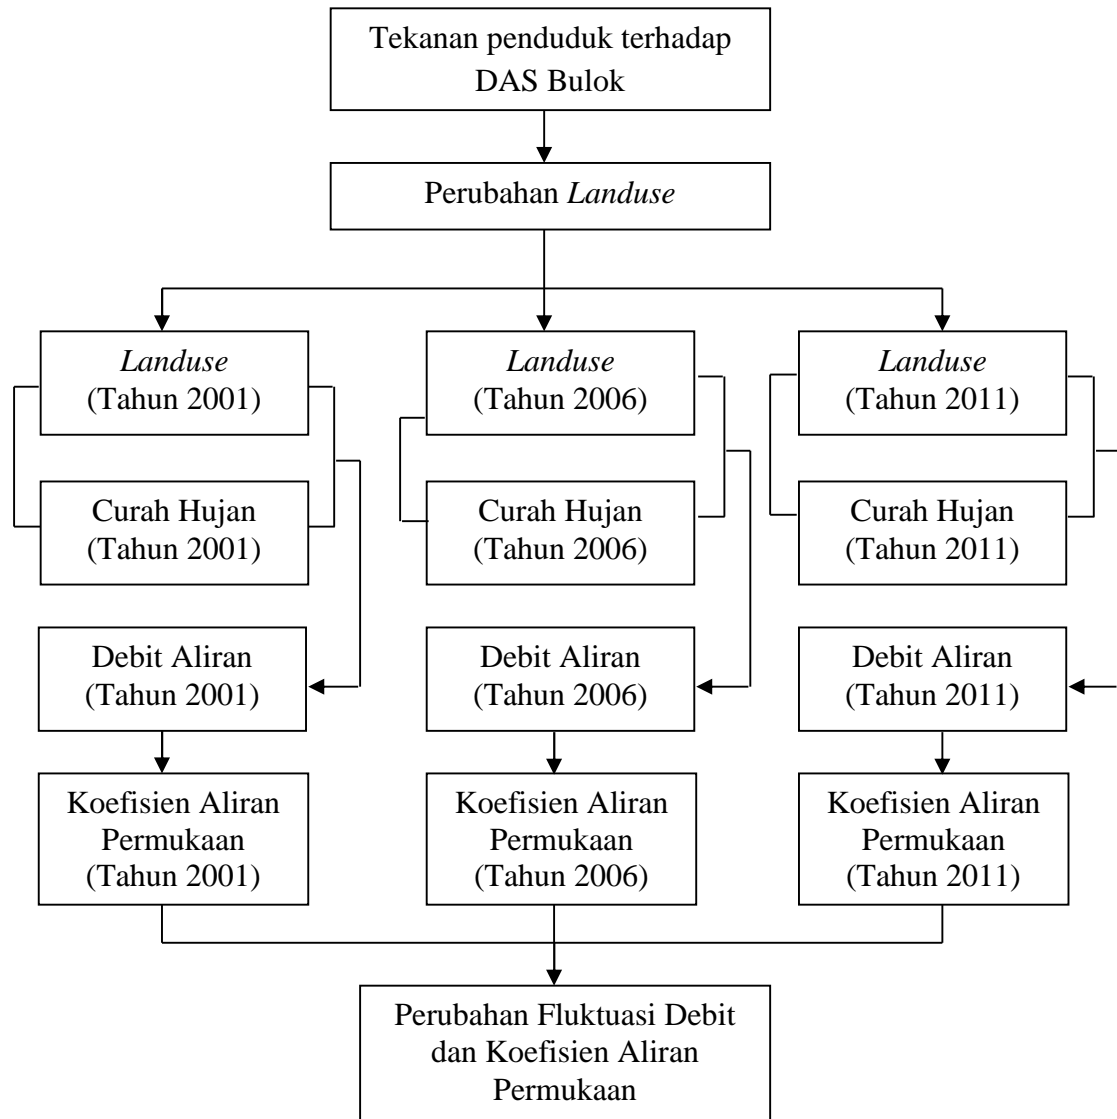 Tekanan penduduk terhadap
DAS Bulok
Perubahan Landuse
Landuse
(Tahun 2001)
Landuse
(Tahun 2006)
Landuse
(Tahun 2011)
Curah Hujan
(Tahun 2001)
Curah Hujan
(Tahun 2006)
Curah Hujan
(Tahun 2011)
Debit Aliran
(Tahun 2001)
Debit Aliran
(Tahun 2006)
Debit Aliran
(Tahun 2011)
Koefisien Aliran
Permukaan
(Tahun 2001)
Koefisien Aliran
Permukaan
(Tahun 2006)
Koefisien Aliran
Permukaan
(Tahun 2011)
Perubahan Fluktuasi Debit
dan Koefisien Aliran
Permukaan